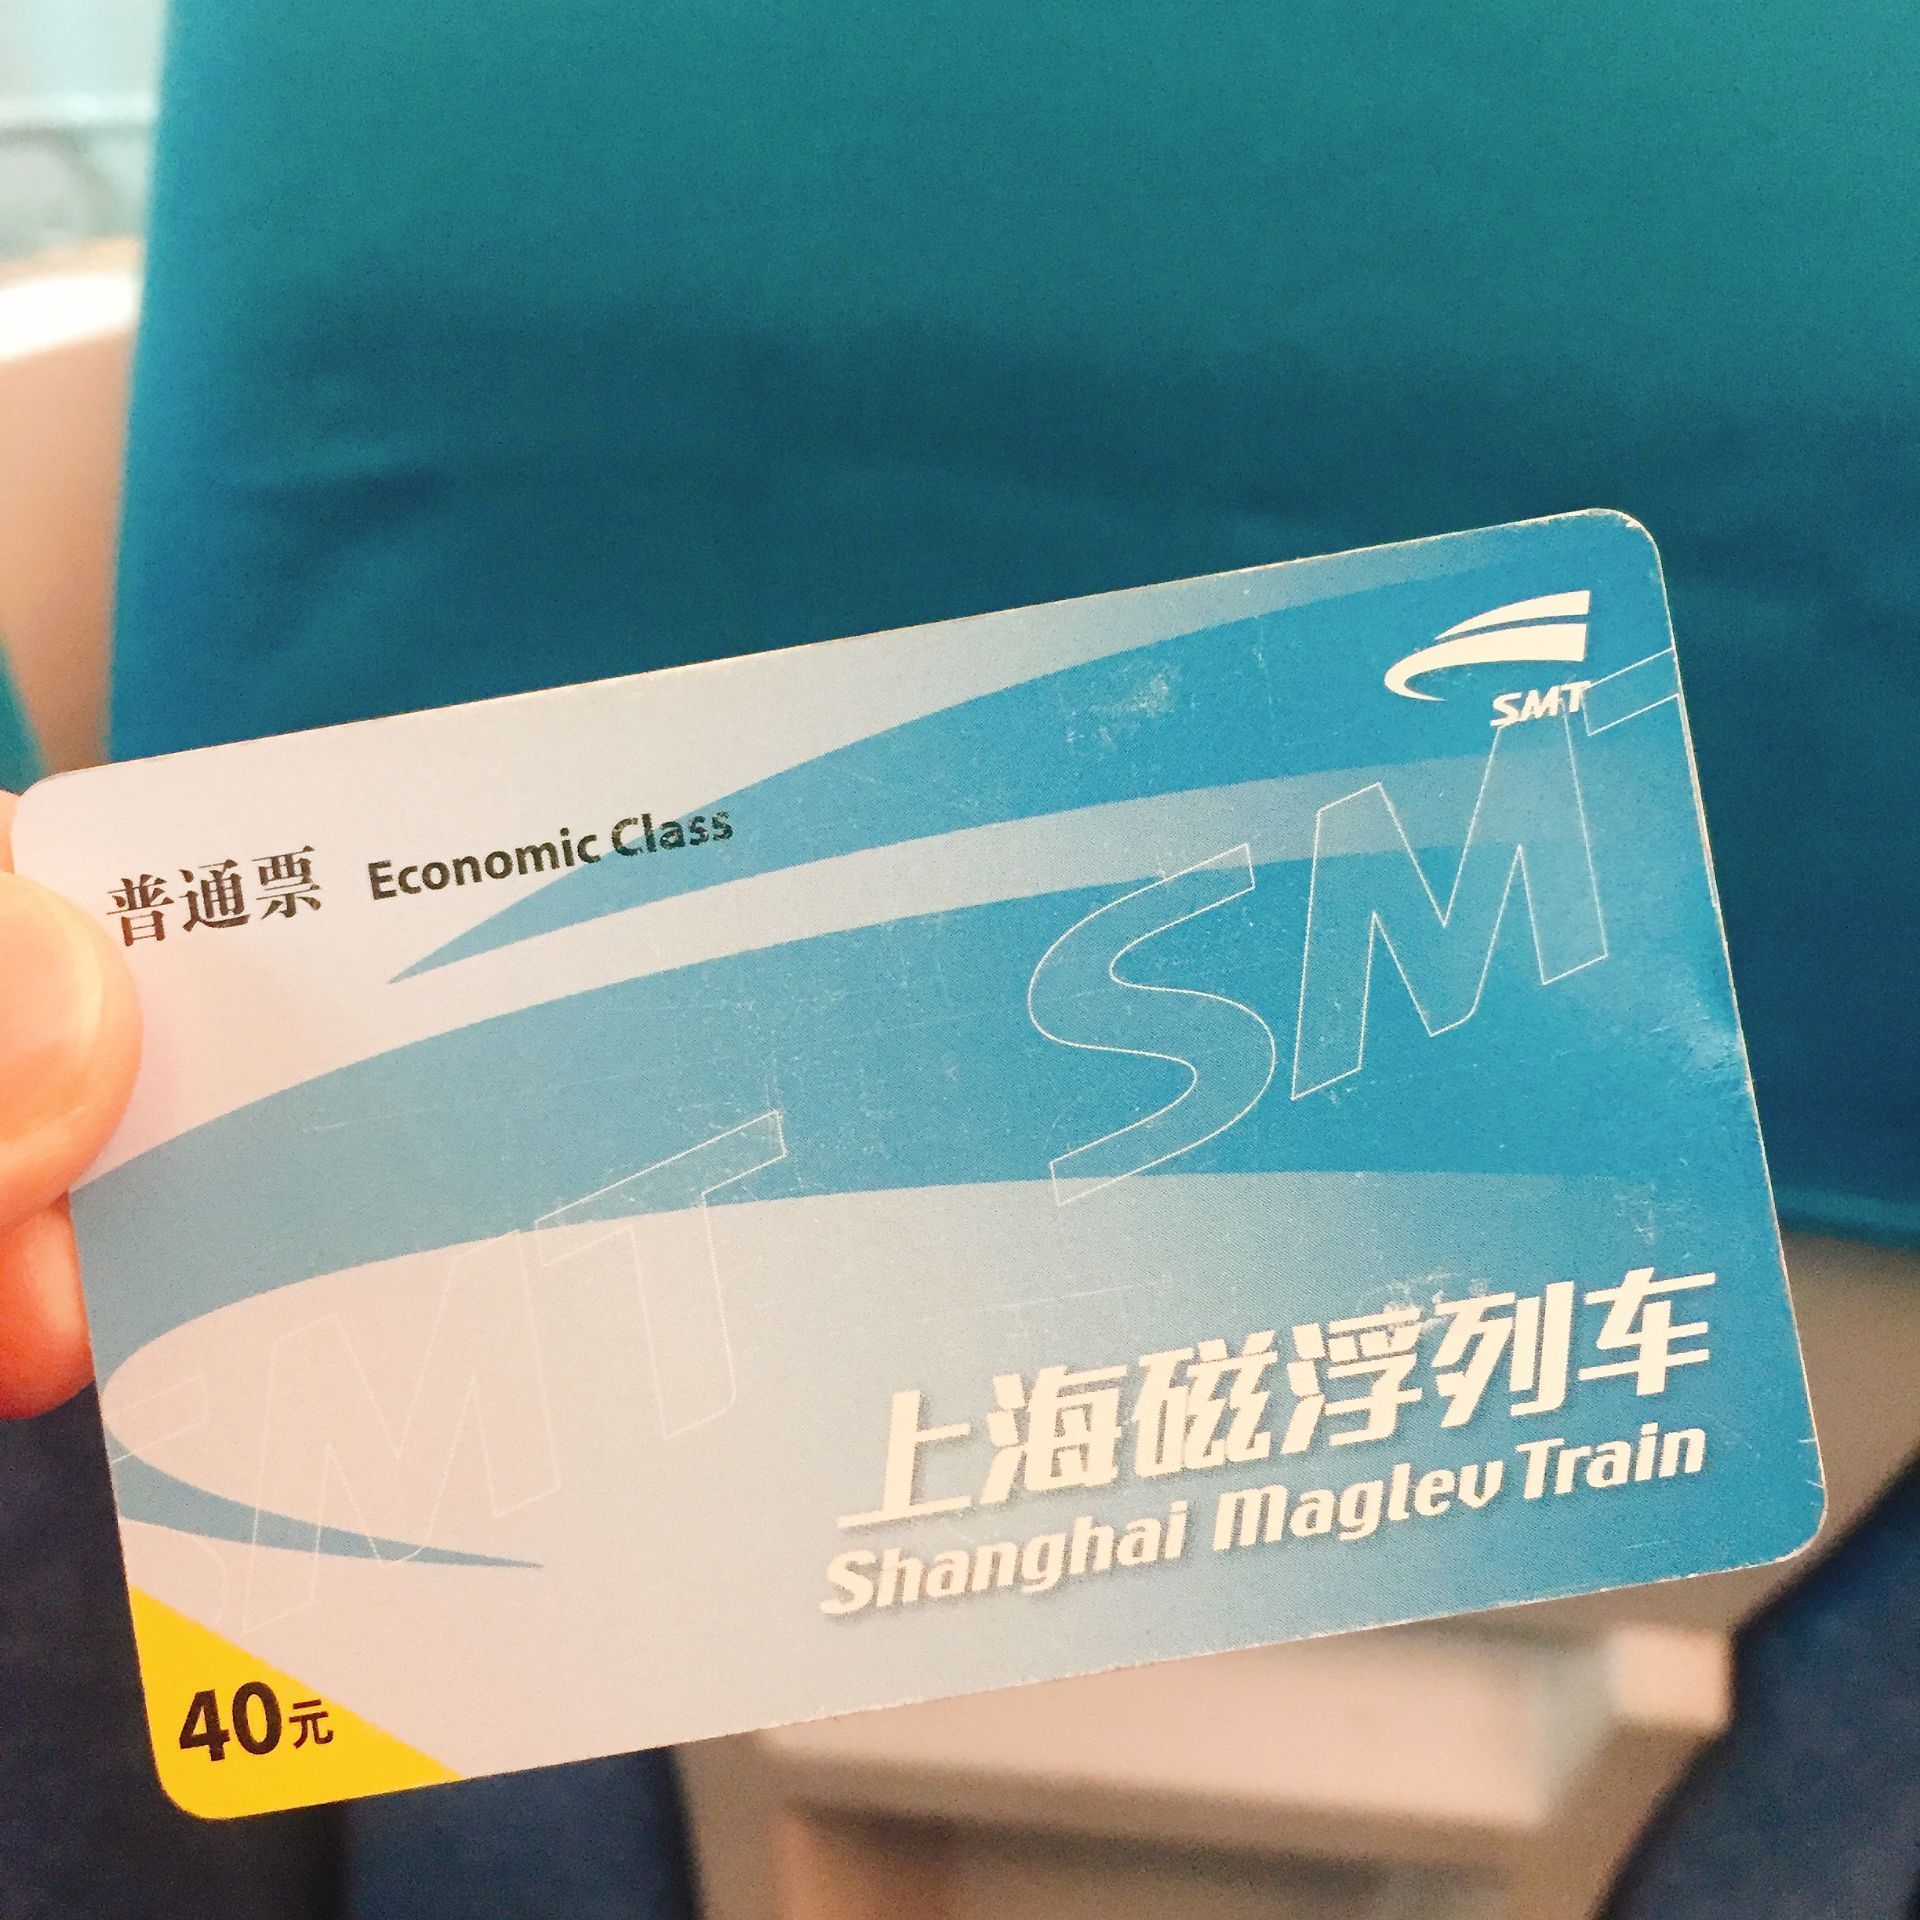 SMT
普通票 Economic Class
SMT
SMT
上海磁浮列车
Shanghai Maglev Train
40元